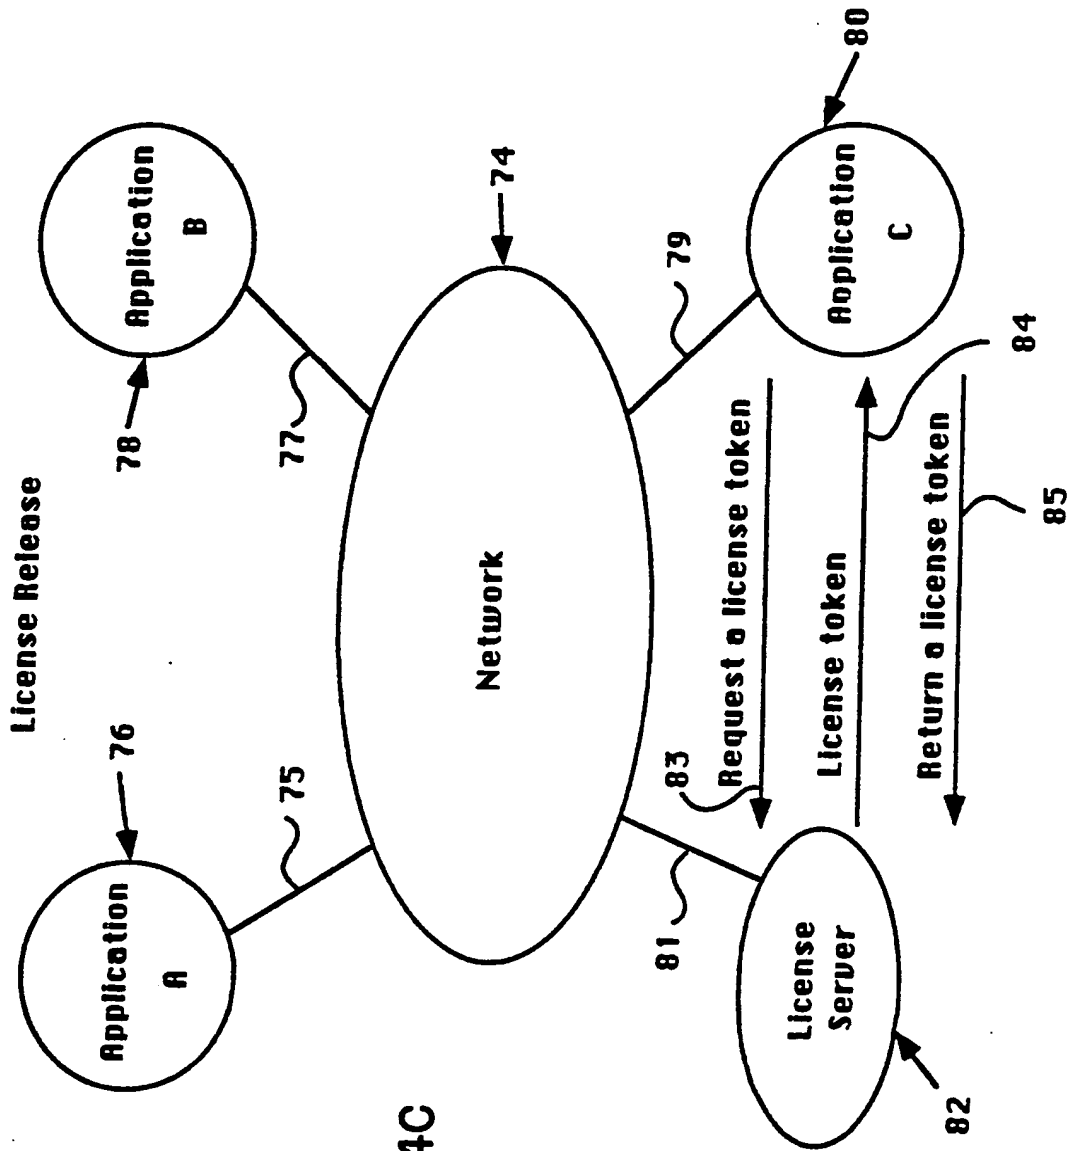 License Release
Application
A
76
75
Application
B
78
77
Network
74
79
Aoplication
C
80
81
License
Server
82
83
Request a license token
License token
84
Return a license token
85
4C